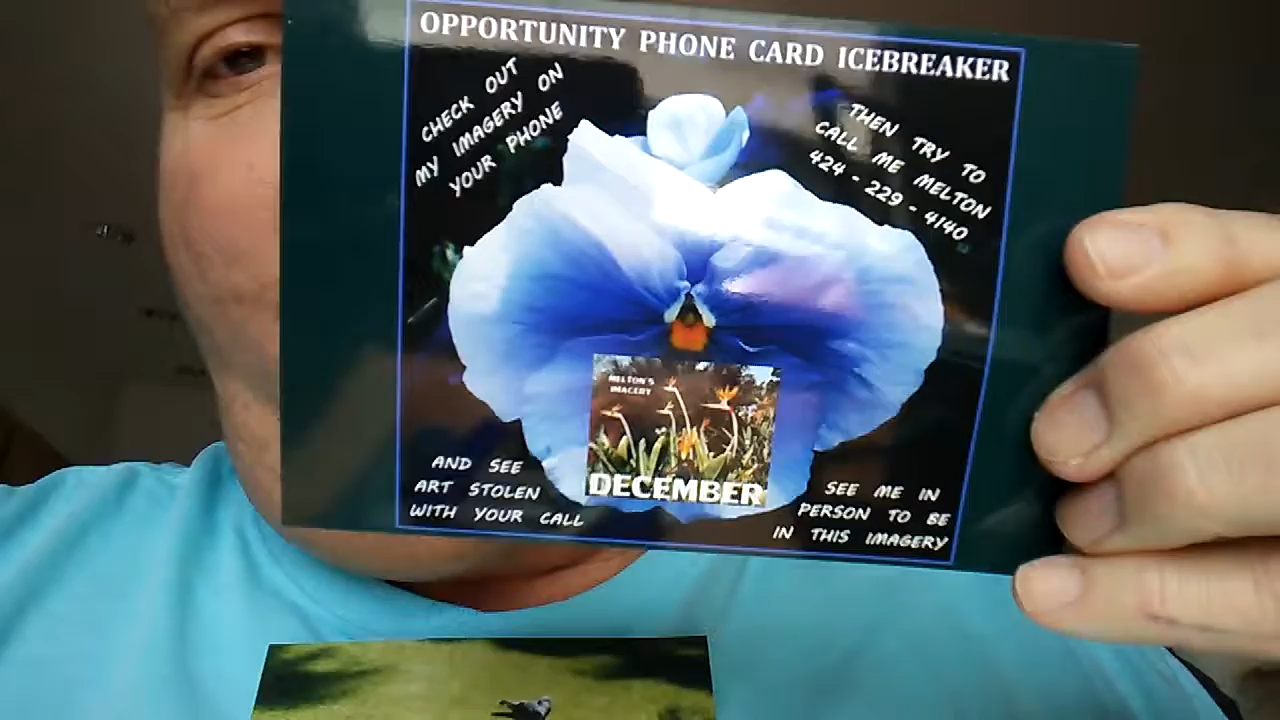 OPPORTUNITY PHONE CARD ICEBREAKER
CHECK OUT
MY IMAGERY ON
YOUR PHONE
THEN TRY TO
CALL ME MELTON
424 - 229 - 4140
MELTON'S
IMAGERY
DECEMBER
AND SEE
ART STOLEN
WITH YOUR CALL
SEE ME IN
PERSON TO BE
IN THIS IMAGERY